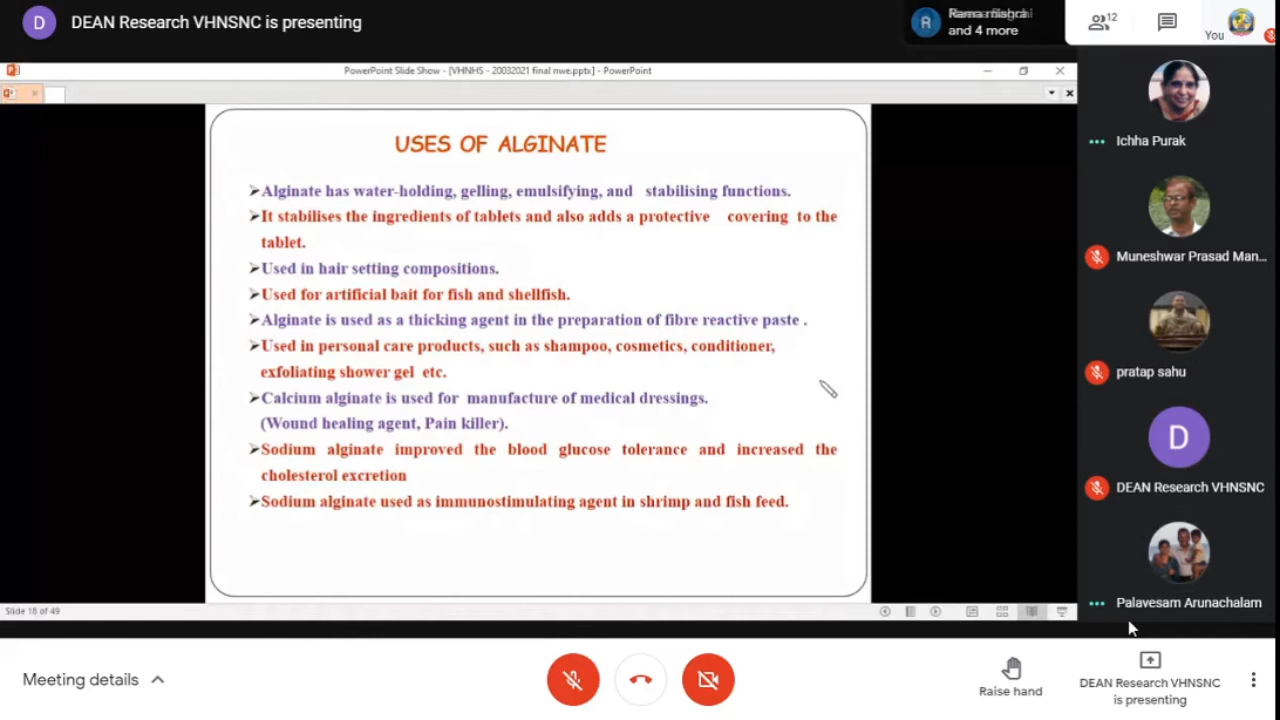 D DEAN Research VHNSNC is presenting
R
and 4 more
12
You
PowerPoint Slide Show - [VHNHS - 20032021 final nwe.pptx] - PowerPoint
USES OF ALGINATE
➢Alginate has water-holding, gelling, emulsifying, and stabilising functions.
➢It stabilises the ingredients of tablets and also adds a protective covering to the
tablet.
➢Used in hair setting compositions.
➢Used for artificial bait for fish and shellfish.
➢Alginate is used as a thicking agent in the preparation of fibre reactive paste .
➢Used in personal care products, such as shampoo, cosmetics, conditioner,
exfoliating shower gel etc.
➢Calcium alginate is used for manufacture of medical dressings.
(Wound healing agent, Pain killer).
➢Sodium alginate improved the blood glucose tolerance and increased the
cholesterol excretion
➢Sodium alginate used as immunostimulating agent in shrimp and fish feed.
Slide 18 of 49
Ichha Purak
Muneshwar Prasad Man...
pratap sahu
D
DEAN Research VHNSNC
Palavesam Arunachalam
Meeting details
Raise hand
DEAN Research VHNSNC
is presenting